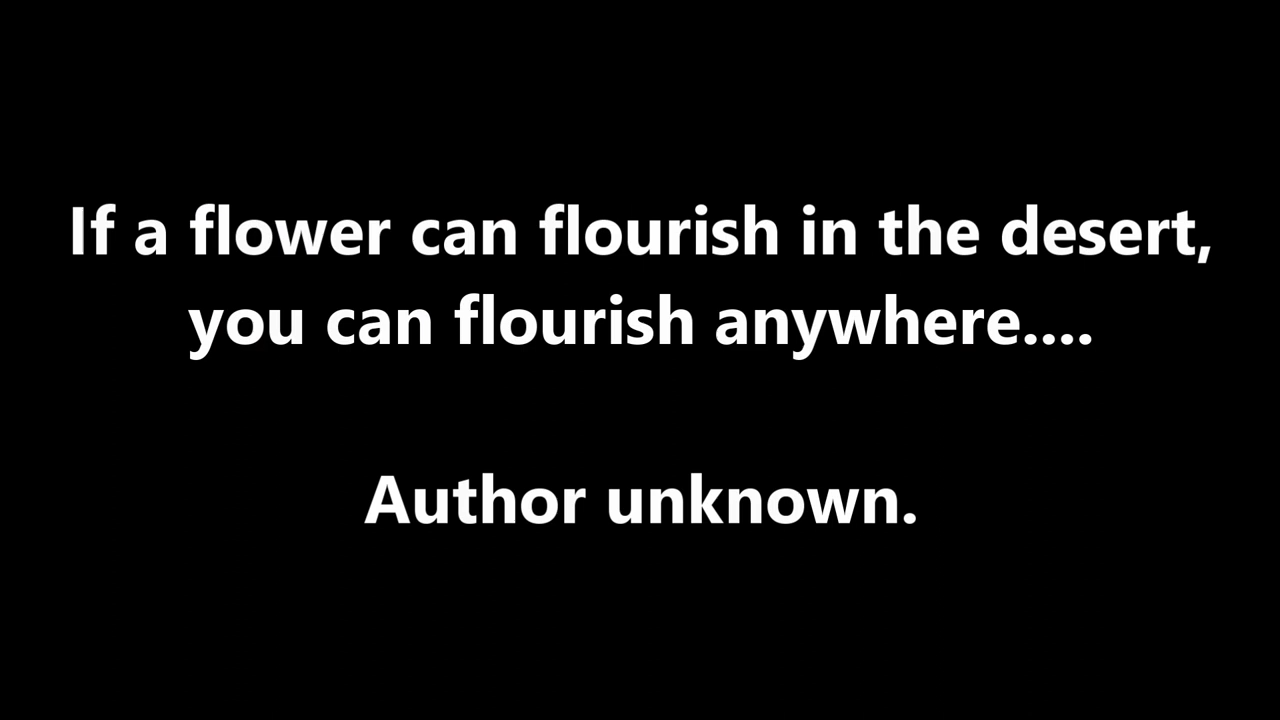 If a flower can flourish in the desert,
you can flourish anywhere....
Author unknown.